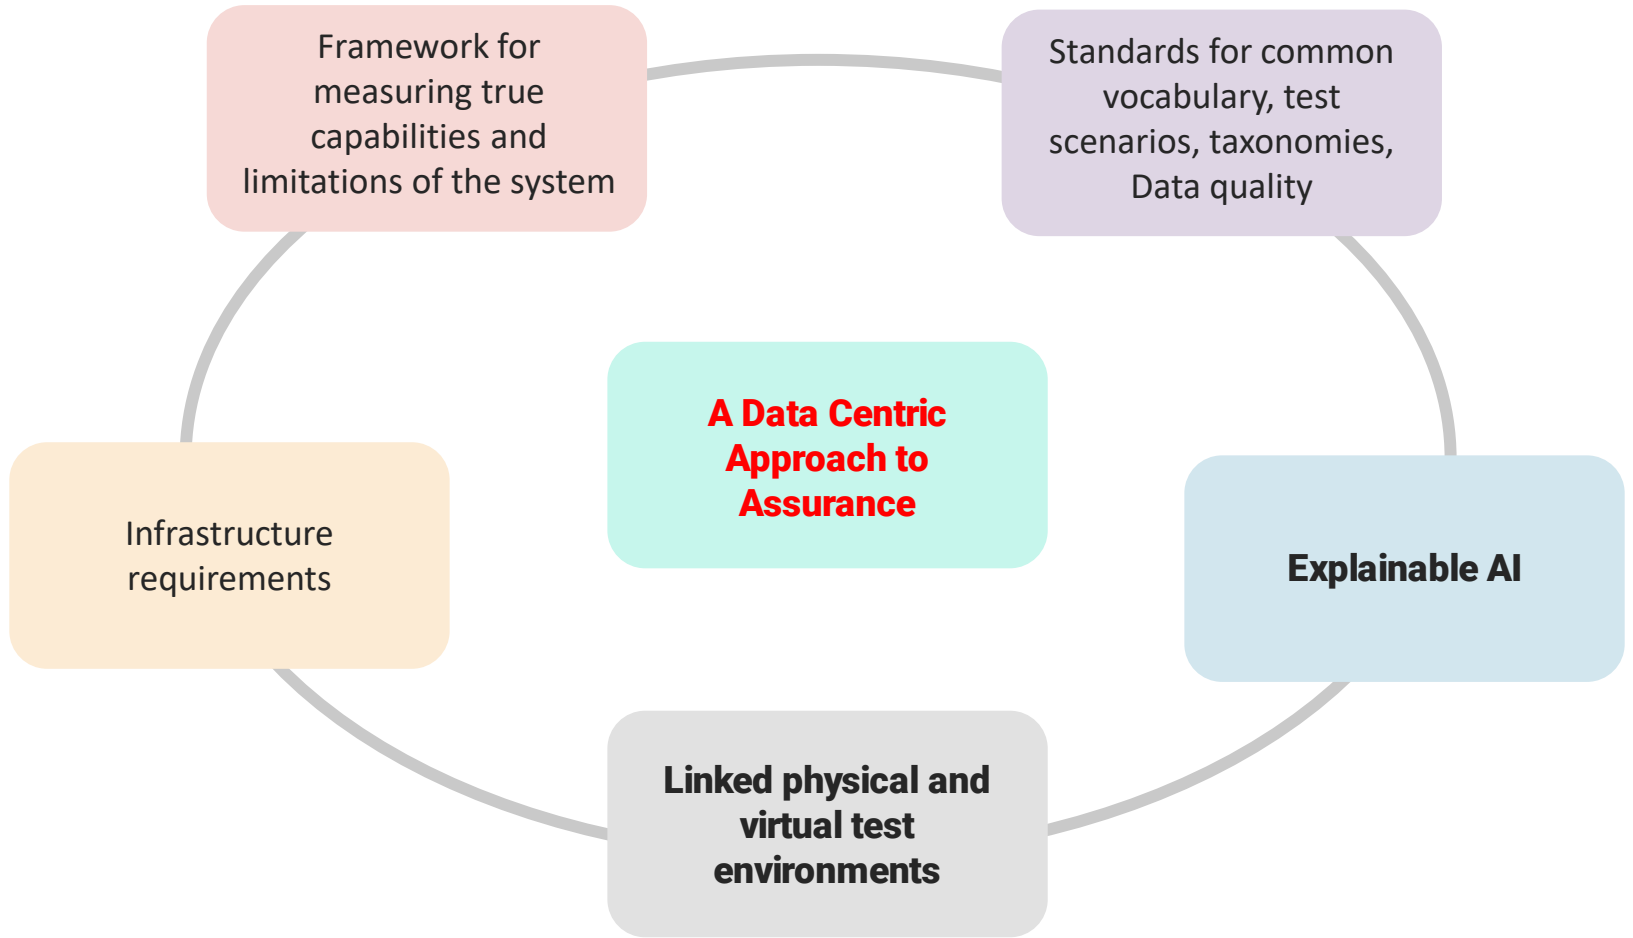 Framework for
measuring true
capabilities and
limitations of the system
Standards for common
vocabulary, test
scenarios, taxonomies,
Data quality
A Data Centric
Approach to
Assurance
Infrastructure
requirements
Explainable AI
Linked physical and
virtual test
environments